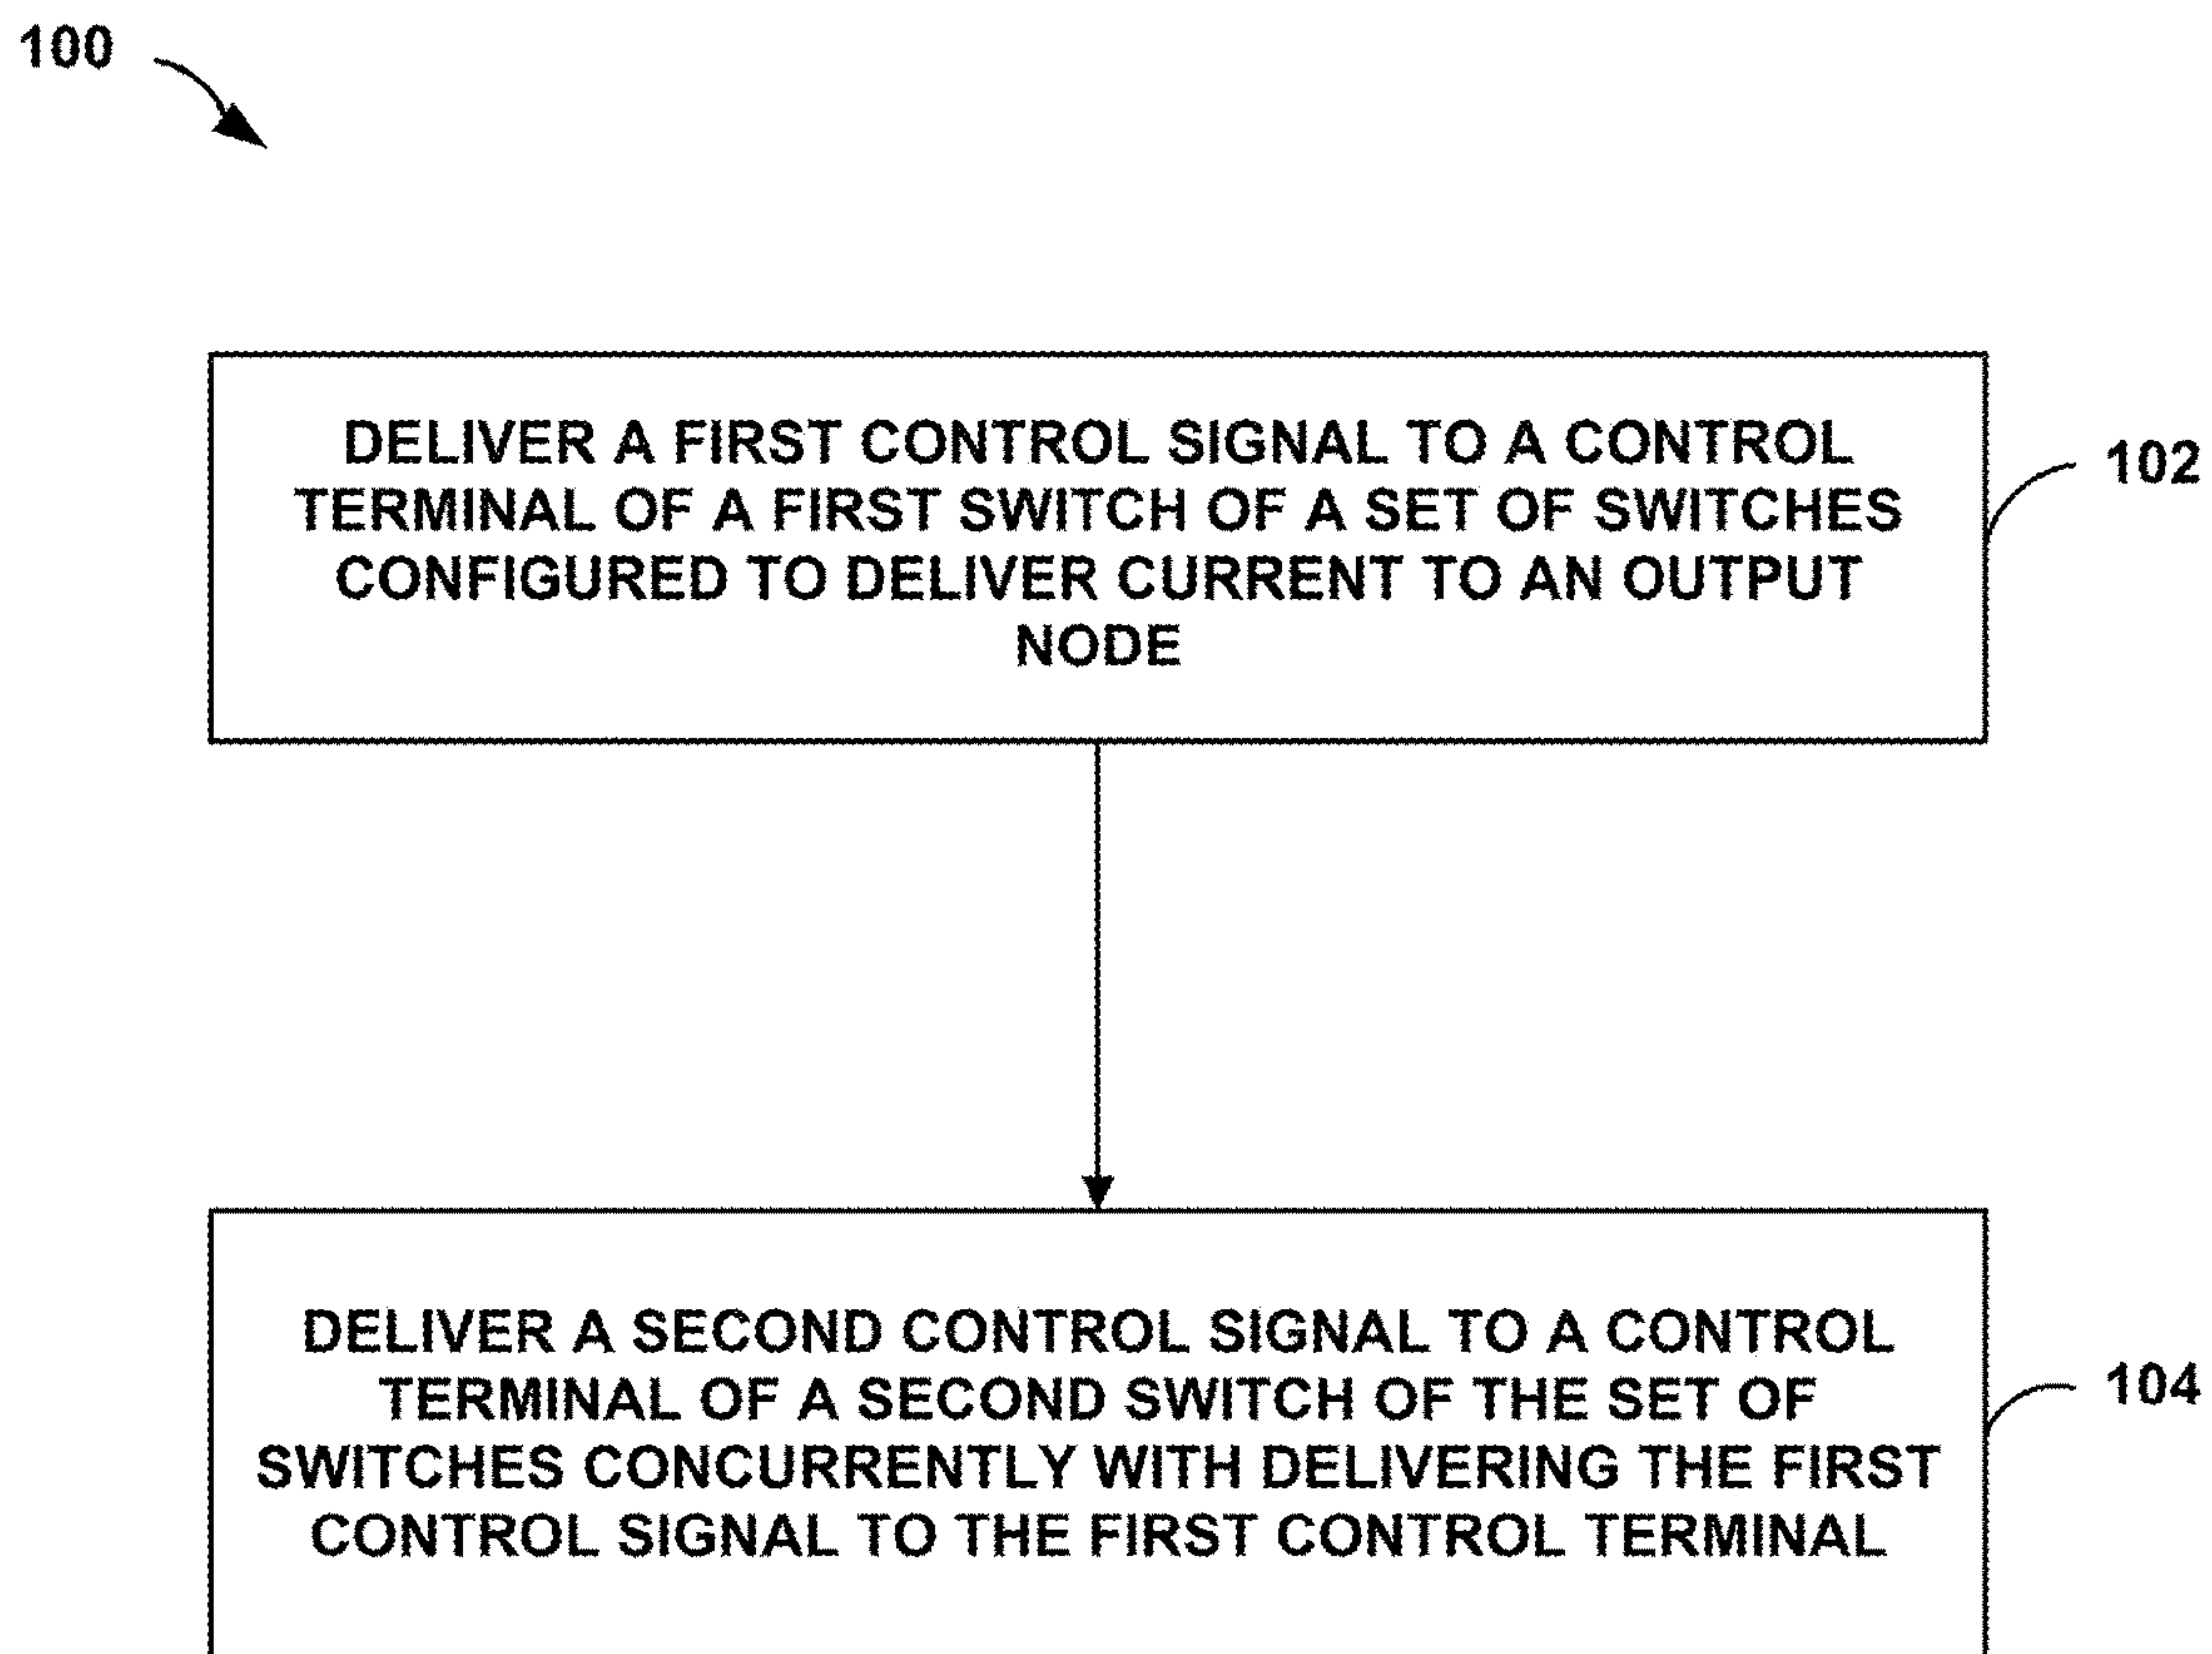 100
DELIVER A FIRST CONTROL SIGNAL TO A CONTROL
TERMINAL OF A FIRST SWITCH OF A SET OF SWITCHES
CONFIGURED TO DELIVER CURRENT TO AN OUTPUT
NODE
102
DELIVER A SECOND CONTROL SIGNAL TO A CONTROL
TERMINAL OF A SECOND SWITCH OF THE SET OF
SWITCHES CONCURRENTLY WITH DELIVERING THE FIRST
CONTROL SIGNAL TO THE FIRST CONTROL TERMINAL
104